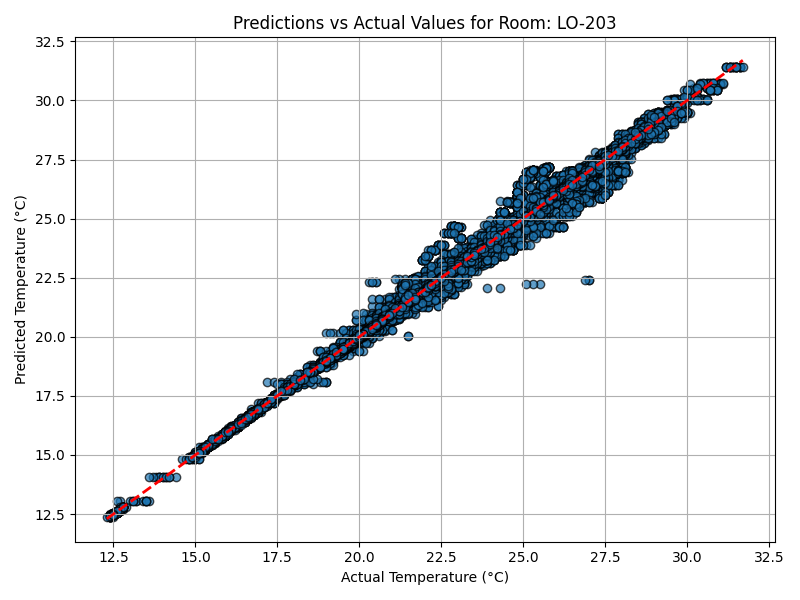 Predictions vs Actual Values for Room: LO-203
Predicted Temperature (°C)
32.5
30.0
27.5
25.0
22.5
20.0
17.5
15.0
12.5
12.5 15.0 17.5 20.0 22.5 25.0 27.5 30.0 32.5
Actual Temperature (°C)